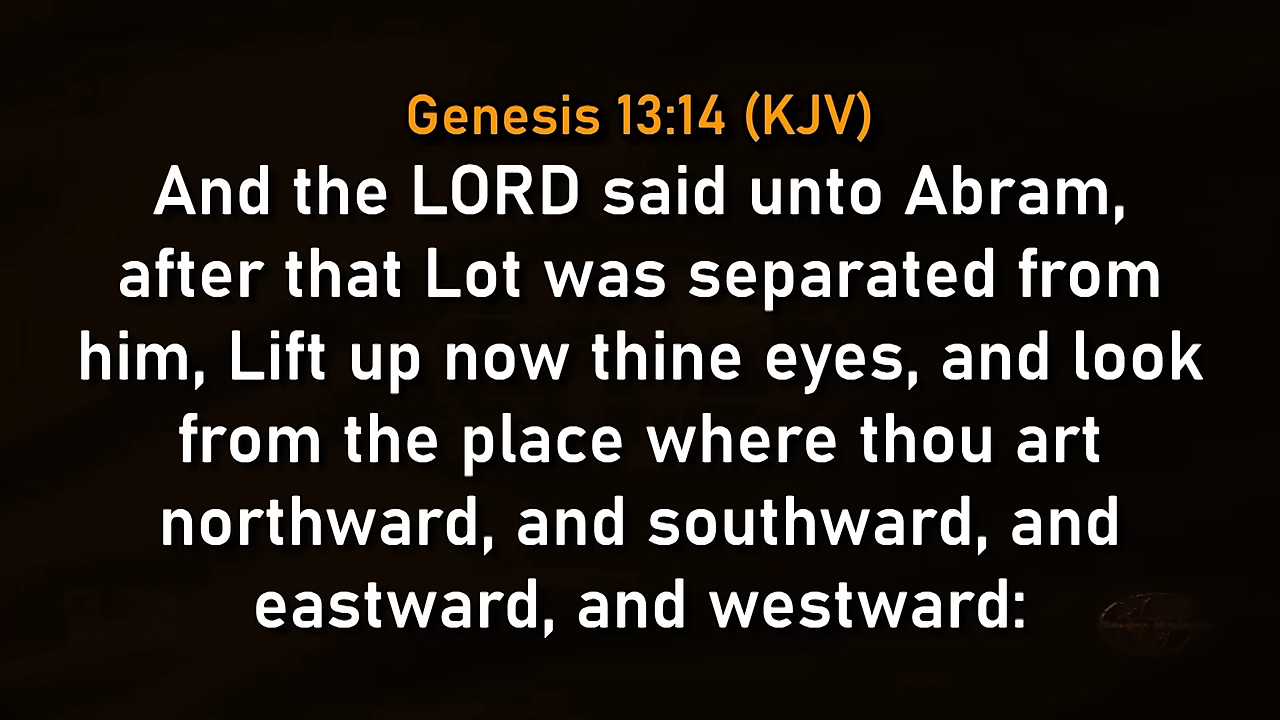 Genesis 13:14 (KJV)
And the LORD said unto Abram,
after that Lot was separated from
him, Lift up now thine eyes, and look
from the place where thou art
northward, and southward, and
eastward, and westward: